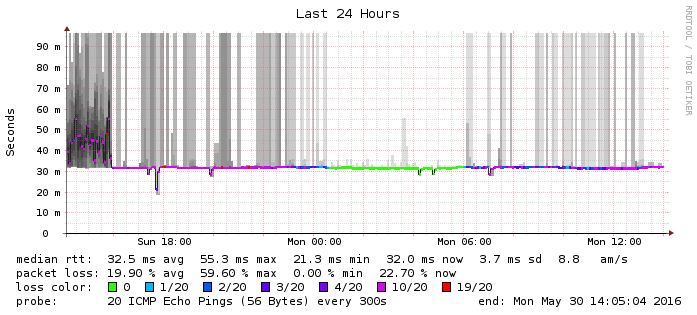 Last 24 Hours
RRDTOOL / TOBI OETIKER
Seconds
90 m
80 m
70 m
60 m
50 m
40 m
30 m
20 m
10 m
0
Sun 18:00 Mon 00:00 Mon 06:00 Mon 12:00
median rtt: 32.5 ms avg 55.3 ms max 21.3 ms min 32.0 ms now 3.7 ms sd 8.8 am/s
packet loss: 19.90 % avg 59.60 % max 0.00 % min 22.70 % now
loss color: 0 1/20 2/20 3/20 4/20 10/20 19/20
probe: 20 ICMP Echo Pings (56 Bytes) every 300s end: Mon May 30 14:05:04 2016